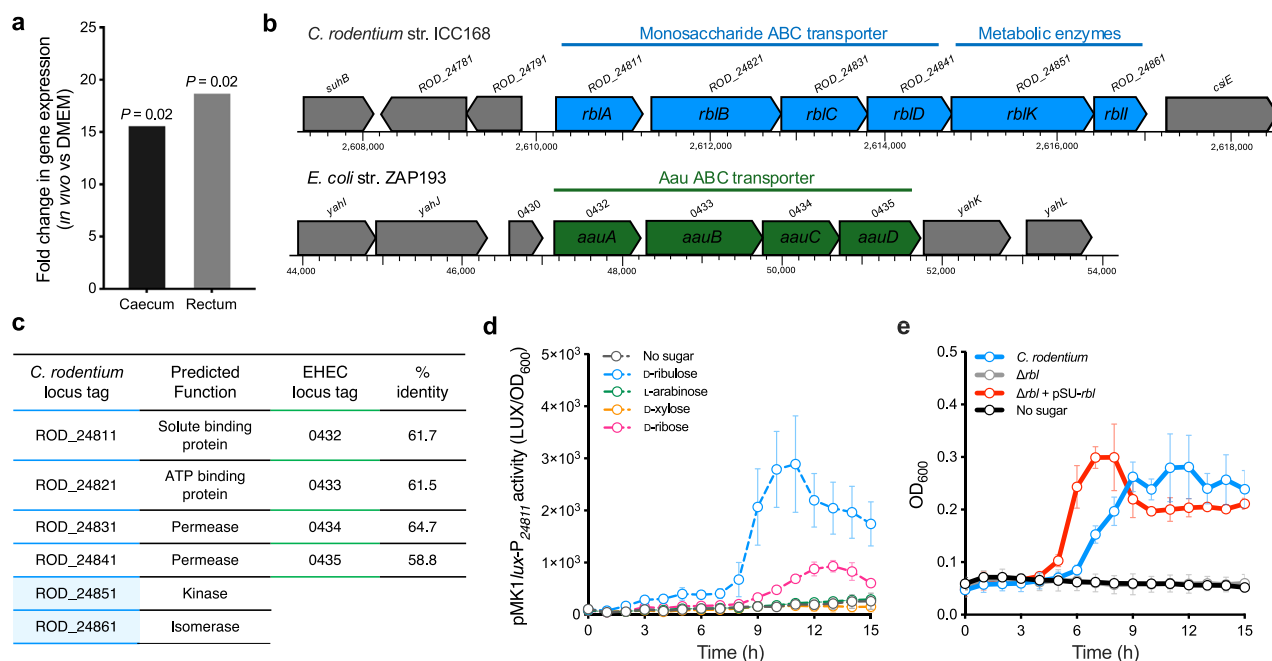 a
Fold change in gene expression
(in vivo vs DMEM)
25
20
15
10
5
0
P = 0.02
P = 0.02
Caecum
Rectum
b
C. rodentium str. ICC168
Monosaccharide ABC transporter
Metabolic enzymes
suhB
ROD_24781
ROD_24791
ROD_24811
ROD_24821
ROD_24831
ROD_24841
ROD_24851
ROD_24861
csiE
rblA
rblB
rblC
rblD
rblK
rblI
2,608,000
2,610,000
2,612,000
2,614,000
2,616,000
2,618,000
E. coli str. ZAP193
Aau ABC transporter
yahI
yahJ
0430
0432
0433
0434
0435
yahK
yahL
aauA
aauB
aauC
aauD
44,000
46,000
48,000
50,000
52,000
54,000
c
C. rodentium
locus tag
Predicted
Function
EHEC
locus tag
%
identity
ROD_24811
Solute binding
protein
0432
61.7
ROD_24821
ATP binding
protein
0433
61.5
ROD_24831
Permease
0434
64.7
ROD_24841
Permease
0435
58.8
ROD_24851
Kinase
ROD_24861
Isomerase
d
pMK1/lux-P24811 activity (LUX/OD600)
5×10³
4×10³
3×10³
2×10³
1×10³
0
No sugar
D-ribulose
L-arabinose
D-xylose
D-ribose
0
3
6
9
12
15
Time (h)
e
OD600
0.5
0.4
0.3
0.2
0.1
0.0
C. rodentium
Δrbl
Δrbl + pSU-rbl
No sugar
0
3
6
9
12
15
Time (h)